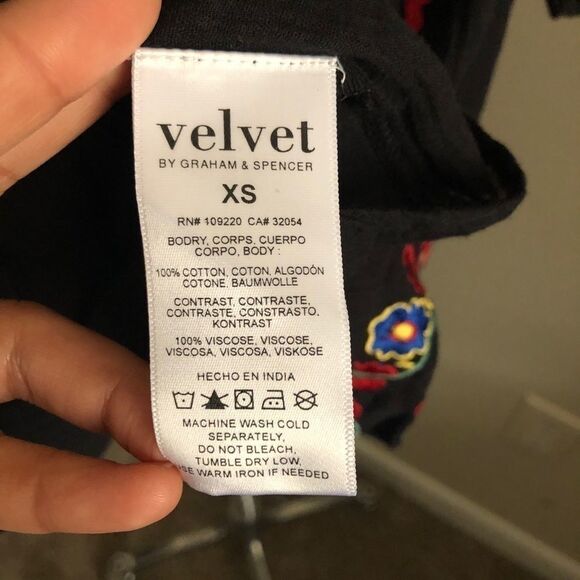 velvet
BY GRAHAM & SPENCER
XS
RN# 109220 CA# 32054
BODRY, CORPS, CUERPO
CORPO, BODY :
100% COTTON, COTON, ALGODÓN
COTONE, BAUMWOLLE
CONTRAST, CONTRASTE,
CONTRASTE, CONSTRASTO,
KONTRAST
100% VISCOSE, VISCOSE,
VISCOSA, VISCOSA, VISKOSE
HECHO EN INDIA
MACHINE WASH COLD
SEPARATELY,
DO NOT BLEACH,
TUMBLE DRY LOW,
WARM IRON IF NEEDED